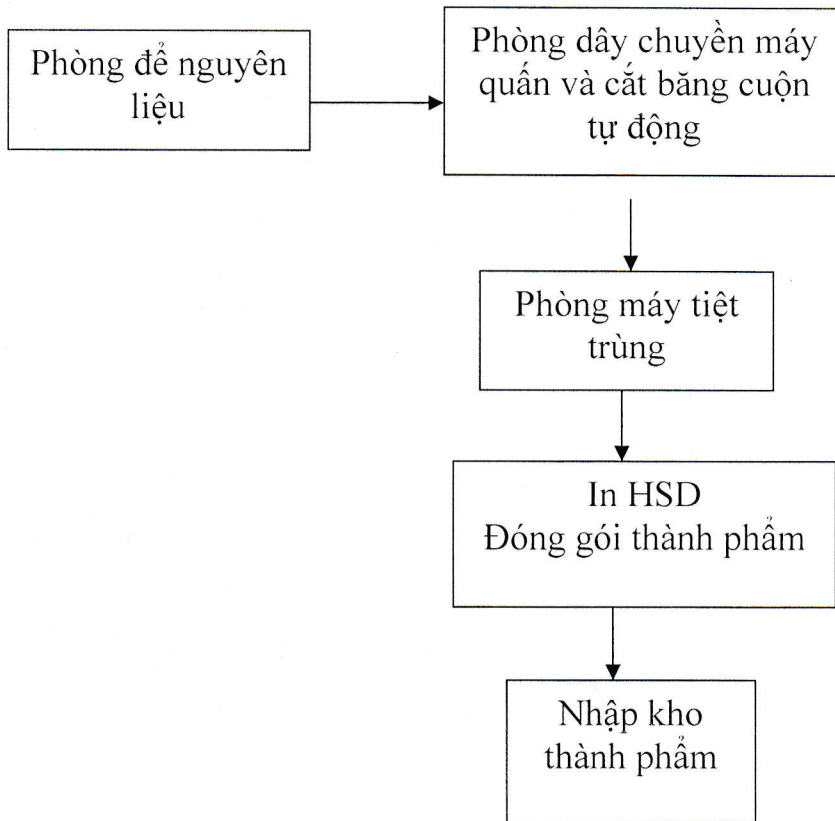 Phòng để nguyên
liệu
Phòng dây chuyền máy
quấn và cắt băng cuộn
tự động
Phòng máy tiệt
trùng
In HSD
Đóng gói thành phẩm
Nhập kho
thành phẩm